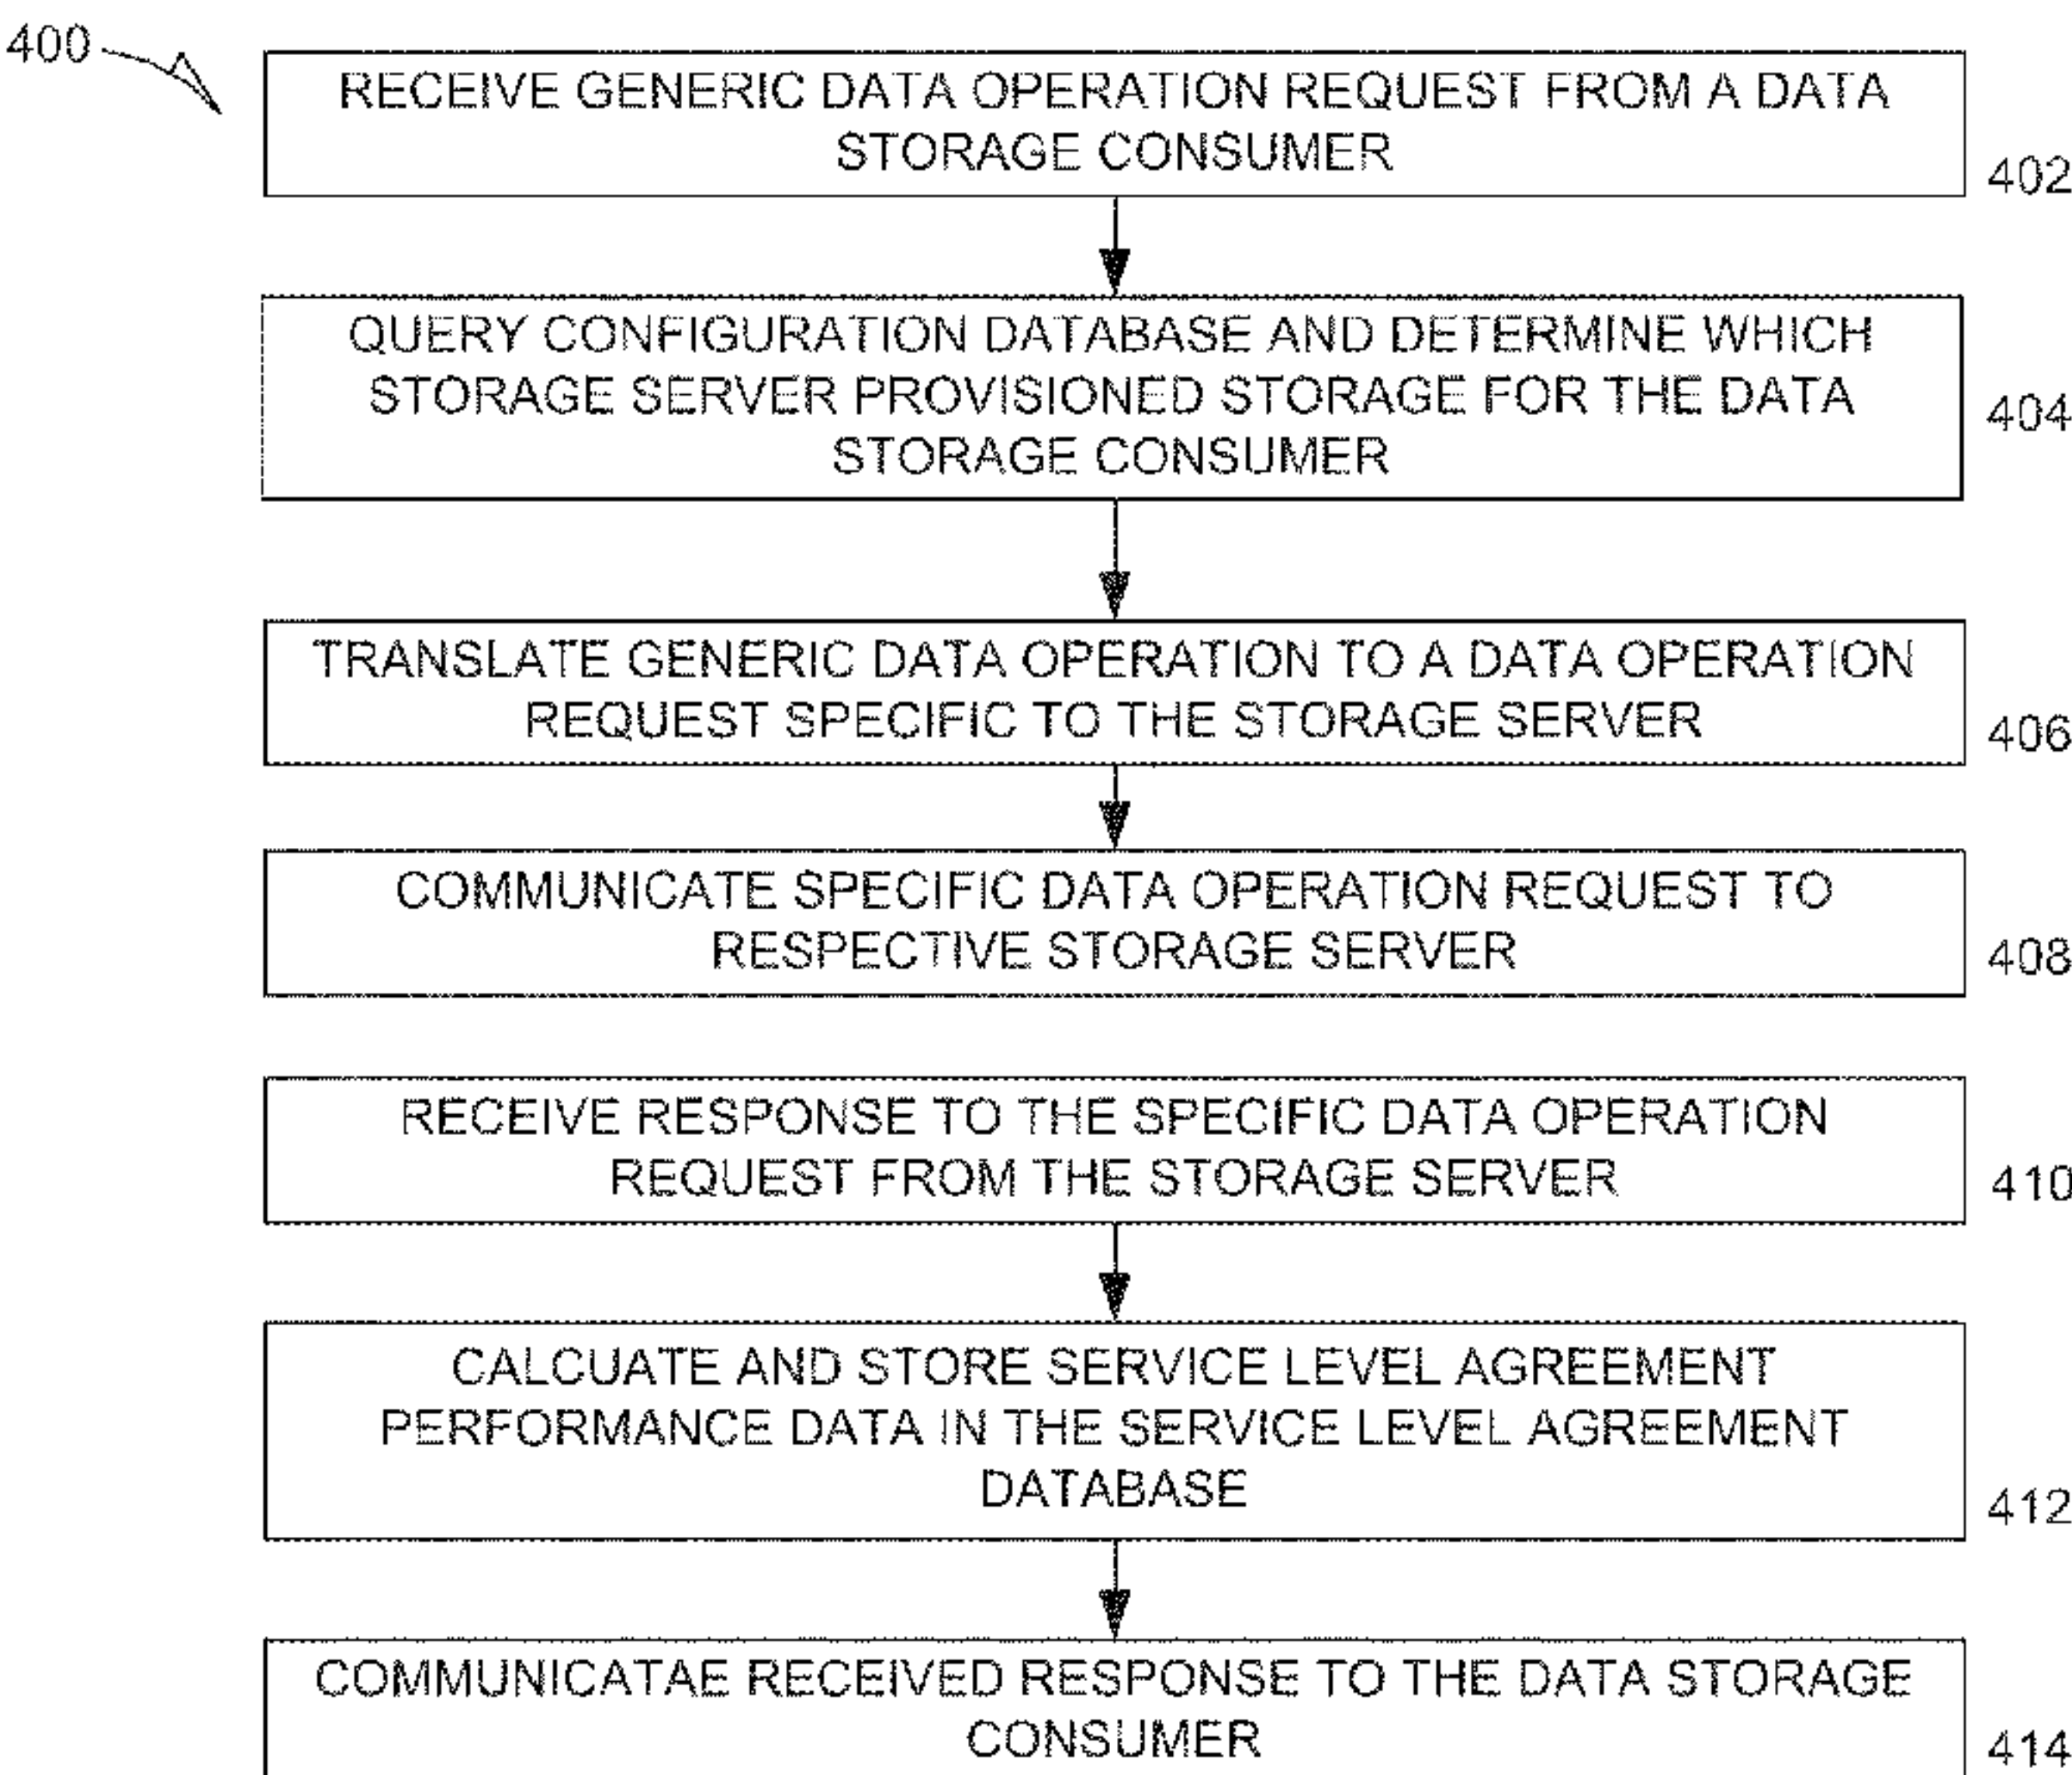 400
RECEIVE GENERIC DATA OPERATION REQUEST FROM A DATA
STORAGE CONSUMER
402
QUERY CONFIGURATION DATABASE AND DETERMINE WHICH
STORAGE SERVER PROVISIONED STORAGE FOR THE DATA
STORAGE CONSUMER
404
TRANSLATE GENERIC DATA OPERATION TO A DATA OPERATION
REQUEST SPECIFIC TO THE STORAGE SERVER
406
COMMUNICATE SPECIFIC DATA OPERATION REQUEST TO
RESPECTIVE STORAGE SERVER
408
RECEIVE RESPONSE TO THE SPECIFIC DATA OPERATION
REQUEST FROM THE STORAGE SERVER
410
CALCUATE AND STORE SERVICE LEVEL AGREEMENT
PERFORMANCE DATA IN THE SERVICE LEVEL AGREEMENT
DATABASE
412
COMMUNICATAE RECEIVED RESPONSE TO THE DATA STORAGE
CONSUMER
414